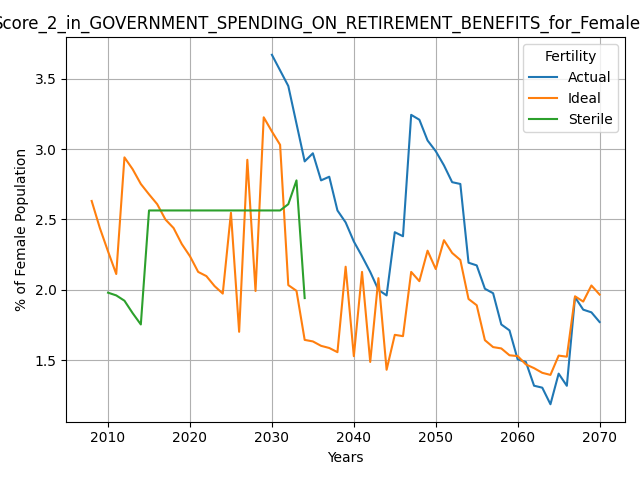 Score_2_in_GOVERNMENT_SPENDING_ON_RETIREMENT_BENEFITS_for_Female
Fertility
Actual
Ideal
Sterile
3.5
3.0
2.5
2.0
1.5
% of Female Population
2010 2020 2030 2040 2050 2060 2070
Years